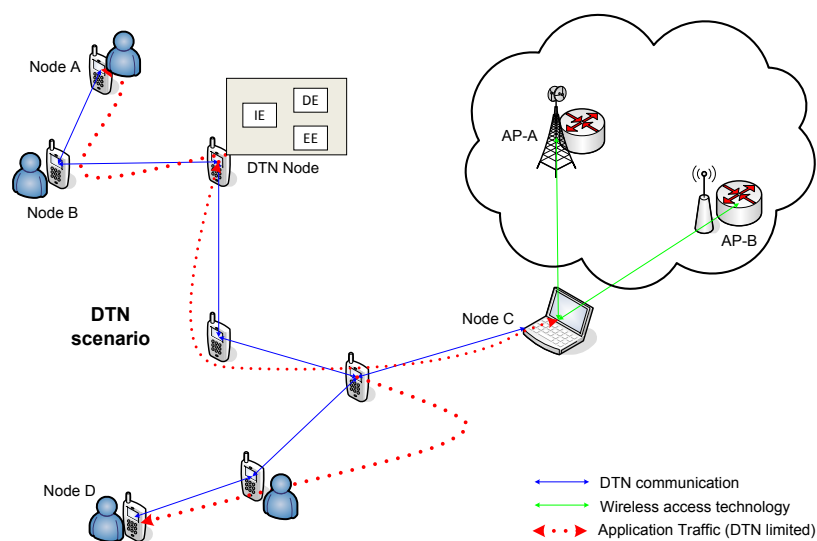 Node A
DE
IE
EE
DTN Node
Node B
AP-A
AP-B
DTN
scenario
Node C
Node D
DTN communication
Wireless access technology
Application Traffic (DTN limited)